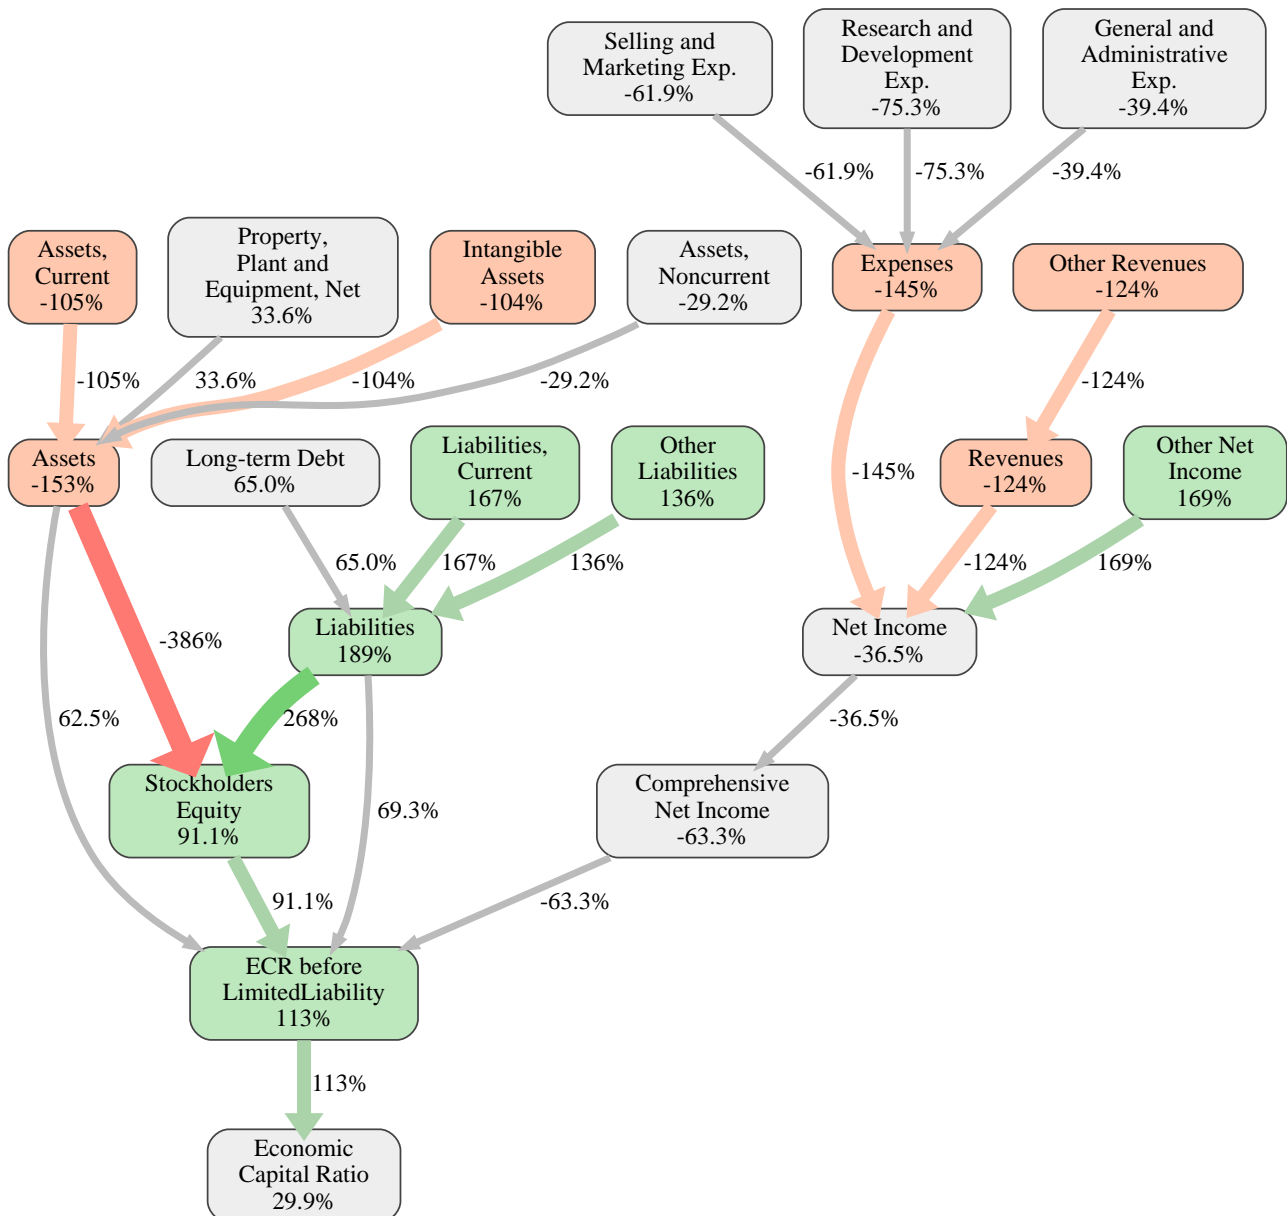 Selling and
Marketing Exp.
-61.9%
Research and
Development
Exp.
-75.3%
General and
Administrative
Exp.
-39.4%
-61.9%
-75.3%
-39.4%
Assets,
Current
-105%
Property,
Plant and
Equipment, Net
33.6%
Intangible
Assets
-104%
Assets,
Noncurrent
-29.2%
Expenses
-145%
Other Revenues
-124%
-105%
33.6%
-104%
-29.2%
-124%
Assets
-153%
Long-term Debt
65.0%
Liabilities,
Current
167%
Other
Liabilities
136%
-145%
Revenues
-124%
Other Net
Income
169%
65.0%
167%
136%
-124%
169%
-386%
Liabilities
189%
Net Income
-36.5%
62.5%
268%
-36.5%
Stockholders
Equity
91.1%
69.3%
Comprehensive
Net Income
-63.3%
91.1%
-63.3%
ECR before
LimitedLiability
113%
113%
Economic
Capital Ratio
29.9%